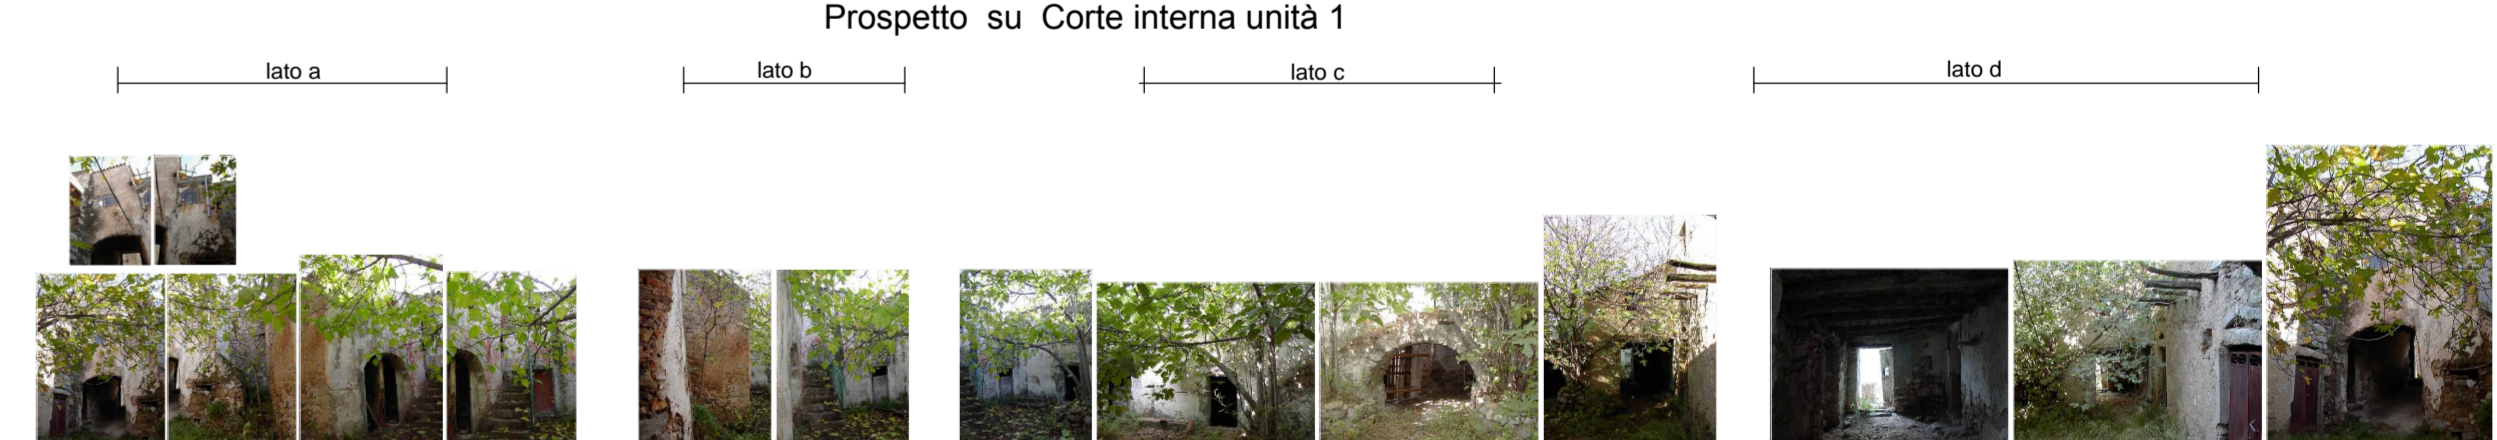 Prospetto su Corte interna unità 1
lato a
lato b
lato c
lato d